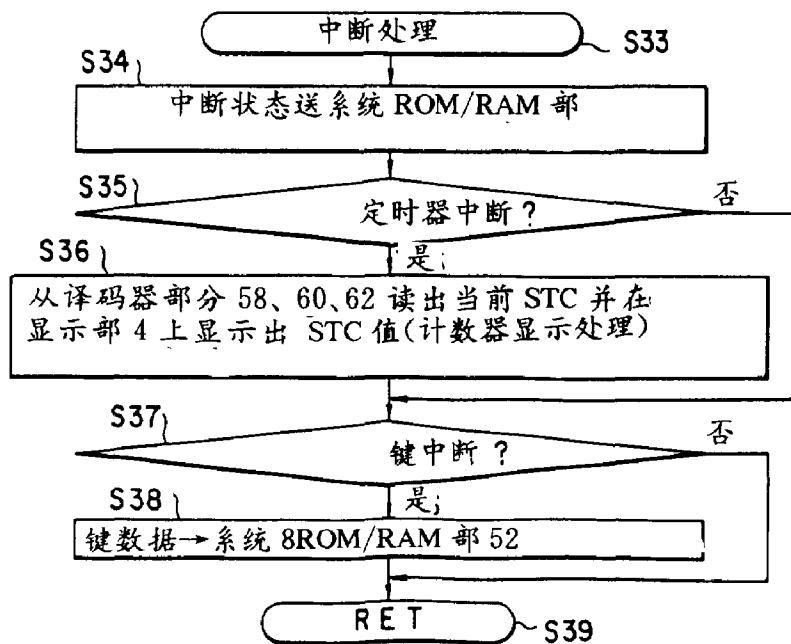 中断处理
S33
S34
中断状态送系统 ROM/RAM 部
S35
定时器中断?
否
是;
S36
从译码器部分 58、60、62 读出当前 STC 并在
显示部 4 上显示出 STC 值(计数器显示处理)
S37
键中断?
否
是;
S38
键数据→系统 8ROM/RAM 部 52
RET
S39